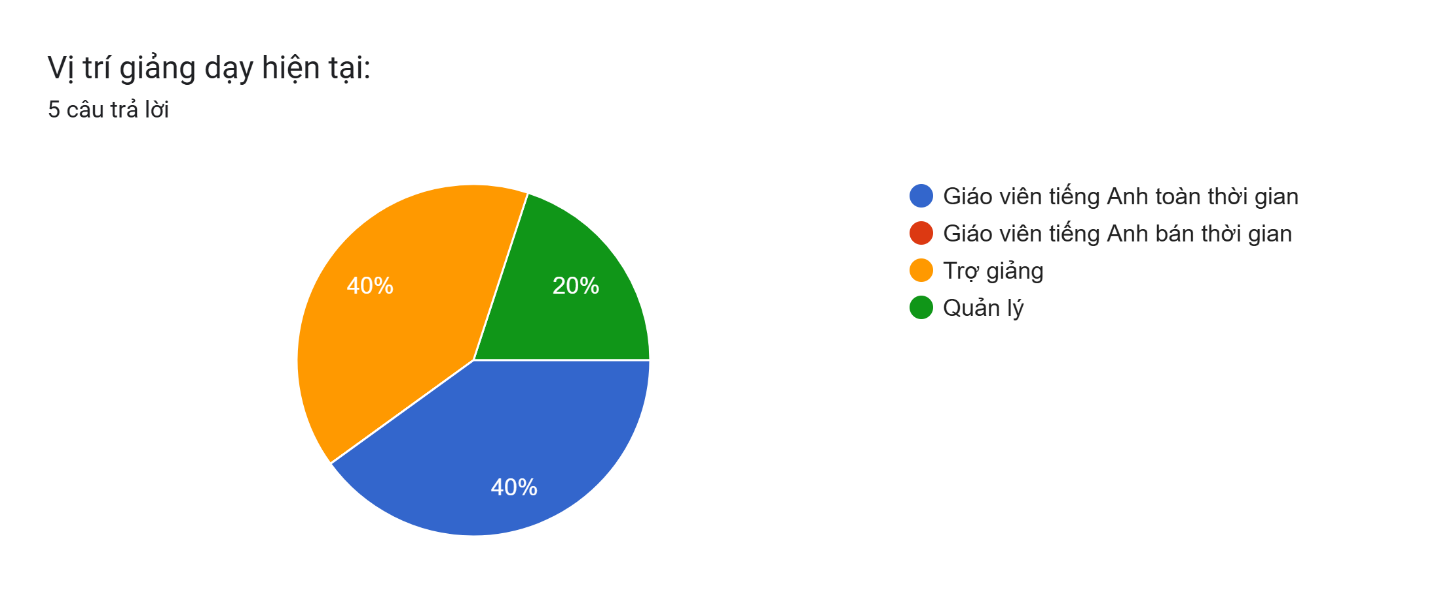 Vị trí giảng dạy hiện tại:
5 câu trả lời
Giáo viên tiếng Anh toàn thời gian
Giáo viên tiếng Anh bán thời gian
Trợ giảng
Quản lý
40%
20%
40%